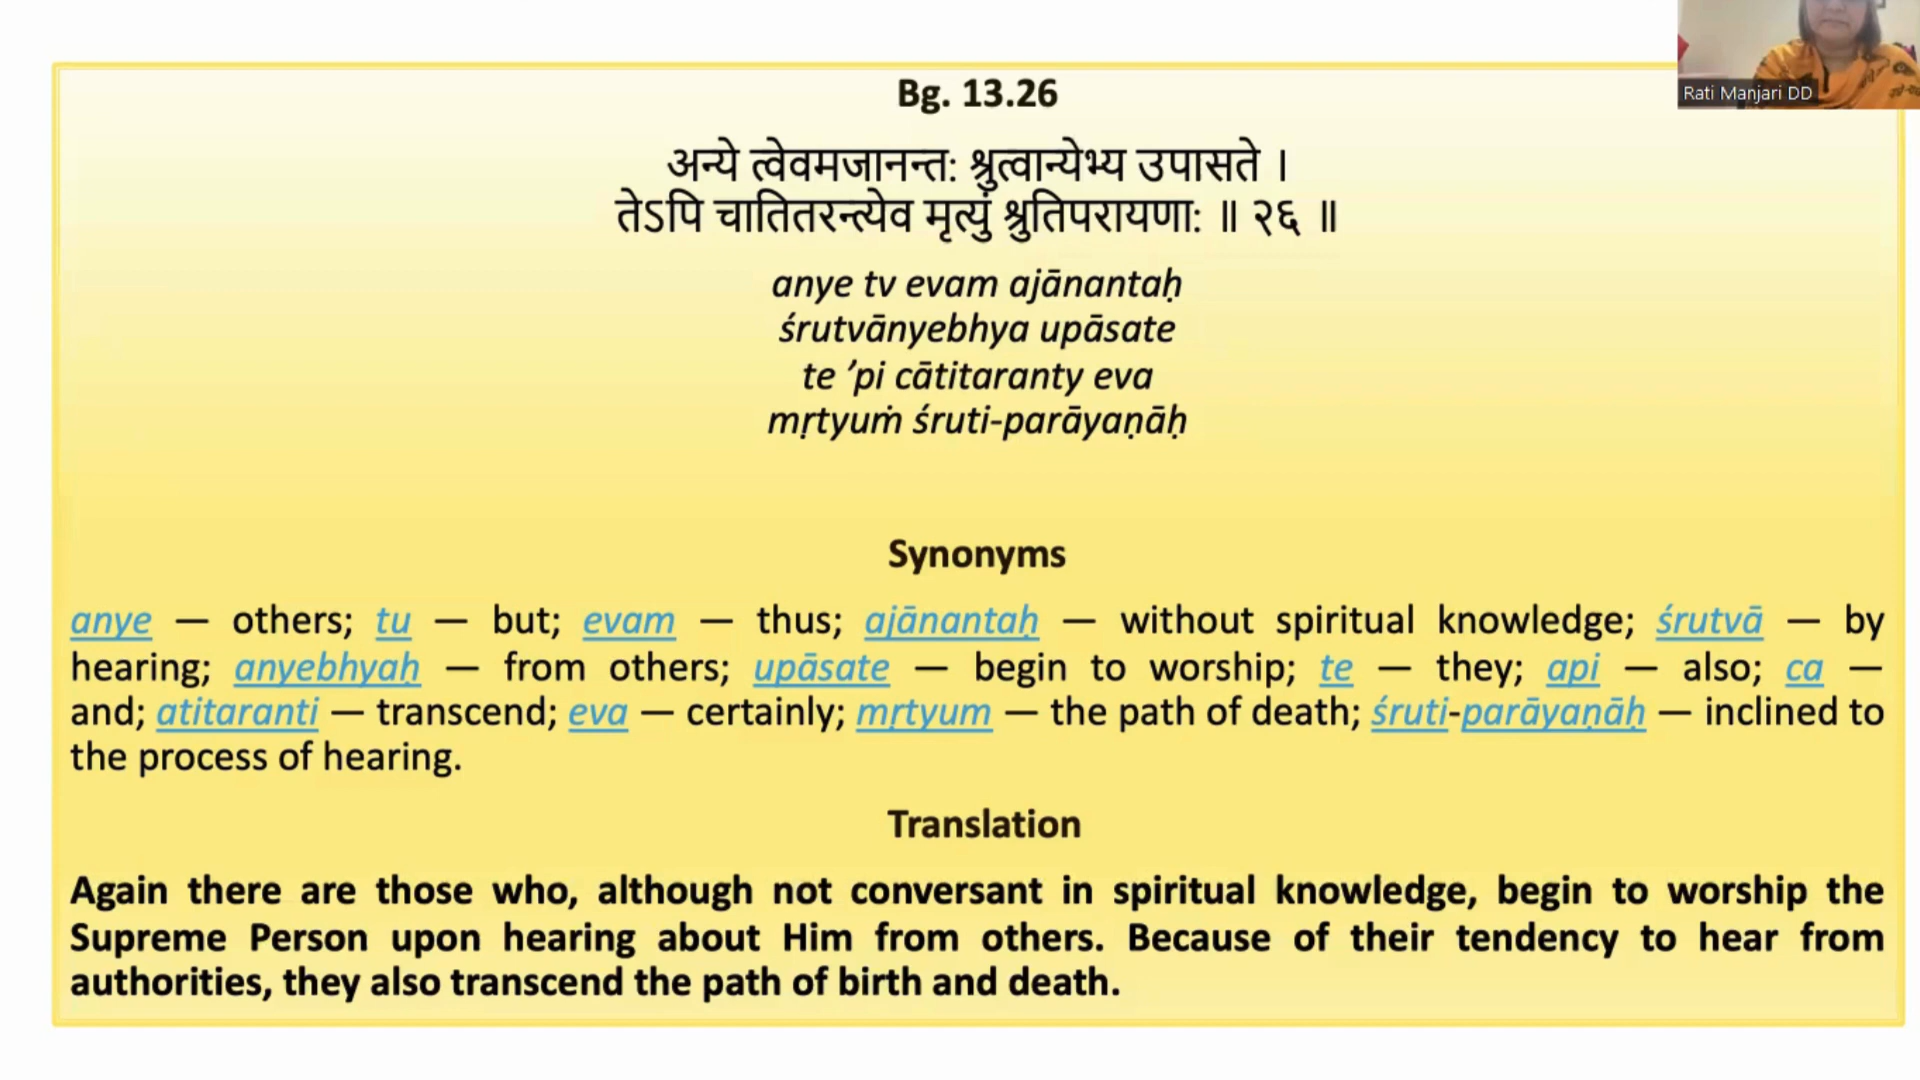 Rati Manjari DD
Bg. 13.26
अन्ये त्वेवमजानन्तः श्रुत्वान्येभ्य उपासते ।
तेऽपि चातितरन्त्येव मृत्युं श्रुतिपरायणाः ॥ २६ ॥
anye tv evam ajānantaḥ
śrutvānyebhya upāsate
te ’pi cātitaranty eva
mṛtyuṁ śruti-parāyaṇāḥ
Synonyms
anye — others; tu — but; evam — thus; ajānantaḥ — without spiritual knowledge; śrutvā — by
hearing; anyebhyaḥ — from others; upāsate — begin to worship; te — they; api — also; ca —
and; atitaranti — transcend; eva — certainly; mṛtyum — the path of death; śruti-parāyaṇāḥ — inclined to
the process of hearing.
Translation
Again there are those who, although not conversant in spiritual knowledge, begin to worship the
Supreme Person upon hearing about Him from others. Because of their tendency to hear from
authorities, they also transcend the path of birth and death.